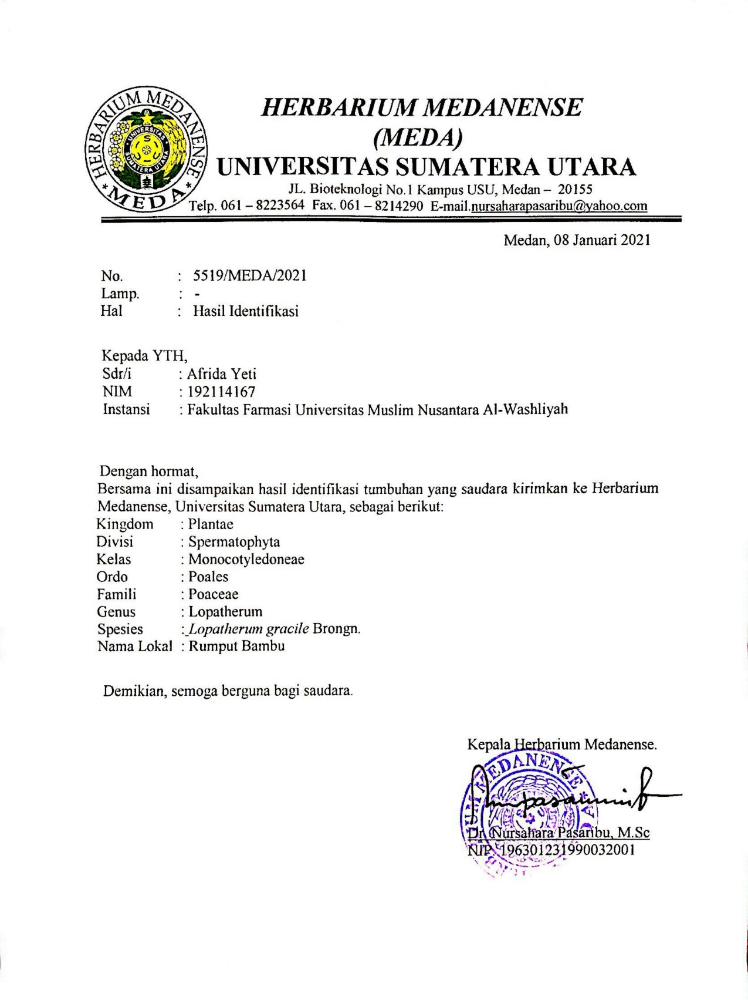 HERBARIUM MEDANENSE
* MEDA *
UNIVERSITAS
SUMATERA UTARA
HERBARIUM MEDANENSE
(MEDA)
UNIVERSITAS SUMATERA UTARA
JL. Bioteknologi No.1 Kampus USU, Medan – 20155
Telp. 061 – 8223564 Fax. 061 – 8214290 E-mail.nursaharapasaribu@yahoo.com
Medan, 08 Januari 2021
No. : 5519/MEDA/2021
Lamp. : -
Hal : Hasil Identifikasi
Kepada YTH,
Sdr/i : Afrida Yeti
NIM : 192114167
Instansi : Fakultas Farmasi Universitas Muslim Nusantara Al-Washliyah
Dengan hormat,
Bersama ini disampaikan hasil identifikasi tumbuhan yang saudara kirimkan ke Herbarium
Medanense, Universitas Sumatera Utara, sebagai berikut:
Kingdom : Plantae
Divisi : Spermatophyta
Kelas : Monocotyledoneae
Ordo : Poales
Famili : Poaceae
Genus : Lopatherum
Spesies : Lopatherum gracile Brongn.
Nama Lokal : Rumput Bambu
Demikian, semoga berguna bagi saudara.
Kepala Herbarium Medanense.
MEDANENSE
Dr. Nursahara Pasaribu, M.Sc
NIP. 196301231990032001